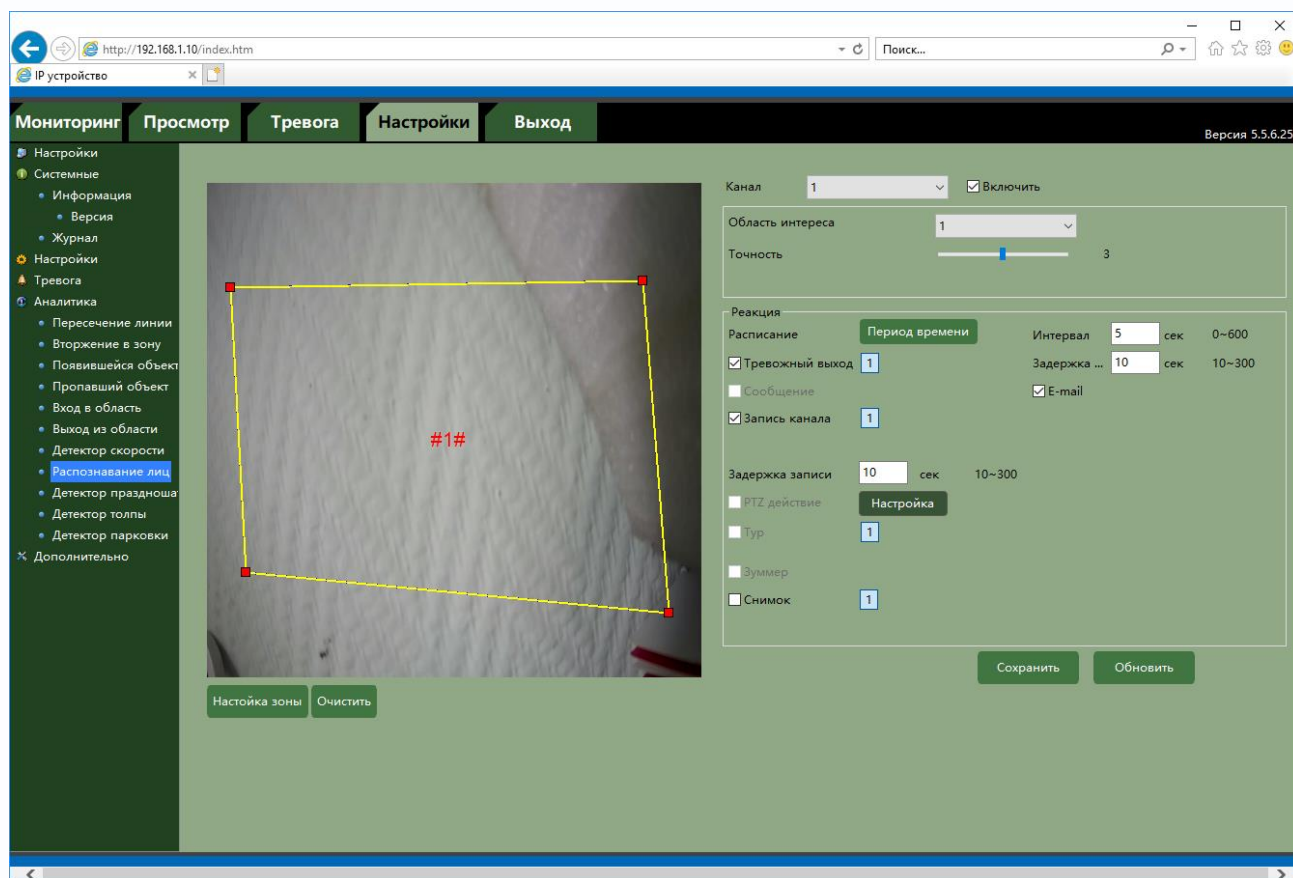 http://192.168.1.10/index.htm
Поиск...
IP устройство
Мониторинг Просмотр Тревога Настройки Выход
Версия 5.5.6.25
Настройки
Системные
Информация
Версия
Журнал
Настройки
Тревога
Аналитика
Пересечение линии
Вторжение в зону
Появившейся объект
Пропавший объект
Вход в область
Выход из области
Детектор скорости
Распознавание лиц
Детектор праздноша
Детектор толпы
Детектор парковки
Дополнительно
#1#
Настойка зоны Очистить
Канал 1 Включить
Область интереса 1
Точность 3
Реакция
Расписание Период времени Интервал 5 сек 0~600
Тревожный выход 1 Задержка ... 10 сек 10~300
Сообщение E-mail
Запись канала 1
Задержка записи 10 сек 10~300
PTZ действие Настройка
Тур 1
Зуммер
Снимок 1
Сохранить Обновить